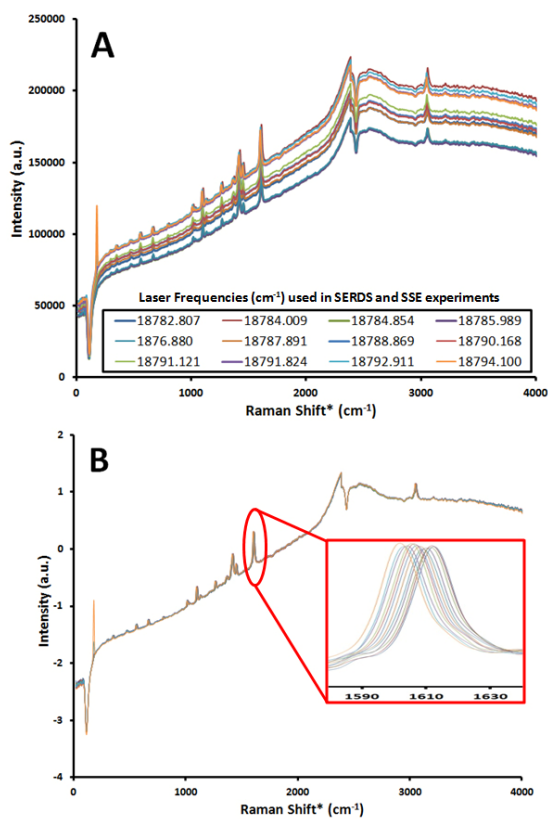 A
250000
200000
150000
100000
50000
0
Intensity (a.u.)
Laser Frequencies (cm-1) used in SERDS and SSE experiments
18782.807 18784.009 18784.854 18785.989
1876.880 18787.891 18788.869 18790.168
18791.121 18791.824 18792.911 18794.100
0 1000 2000 3000 4000
Raman Shift* (cm-1)
B
2
1
0
-1
-2
-3
-4
Intensity (a.u.)
1590 1610 1630
0 1000 2000 3000 4000
Raman Shift* (cm-1)